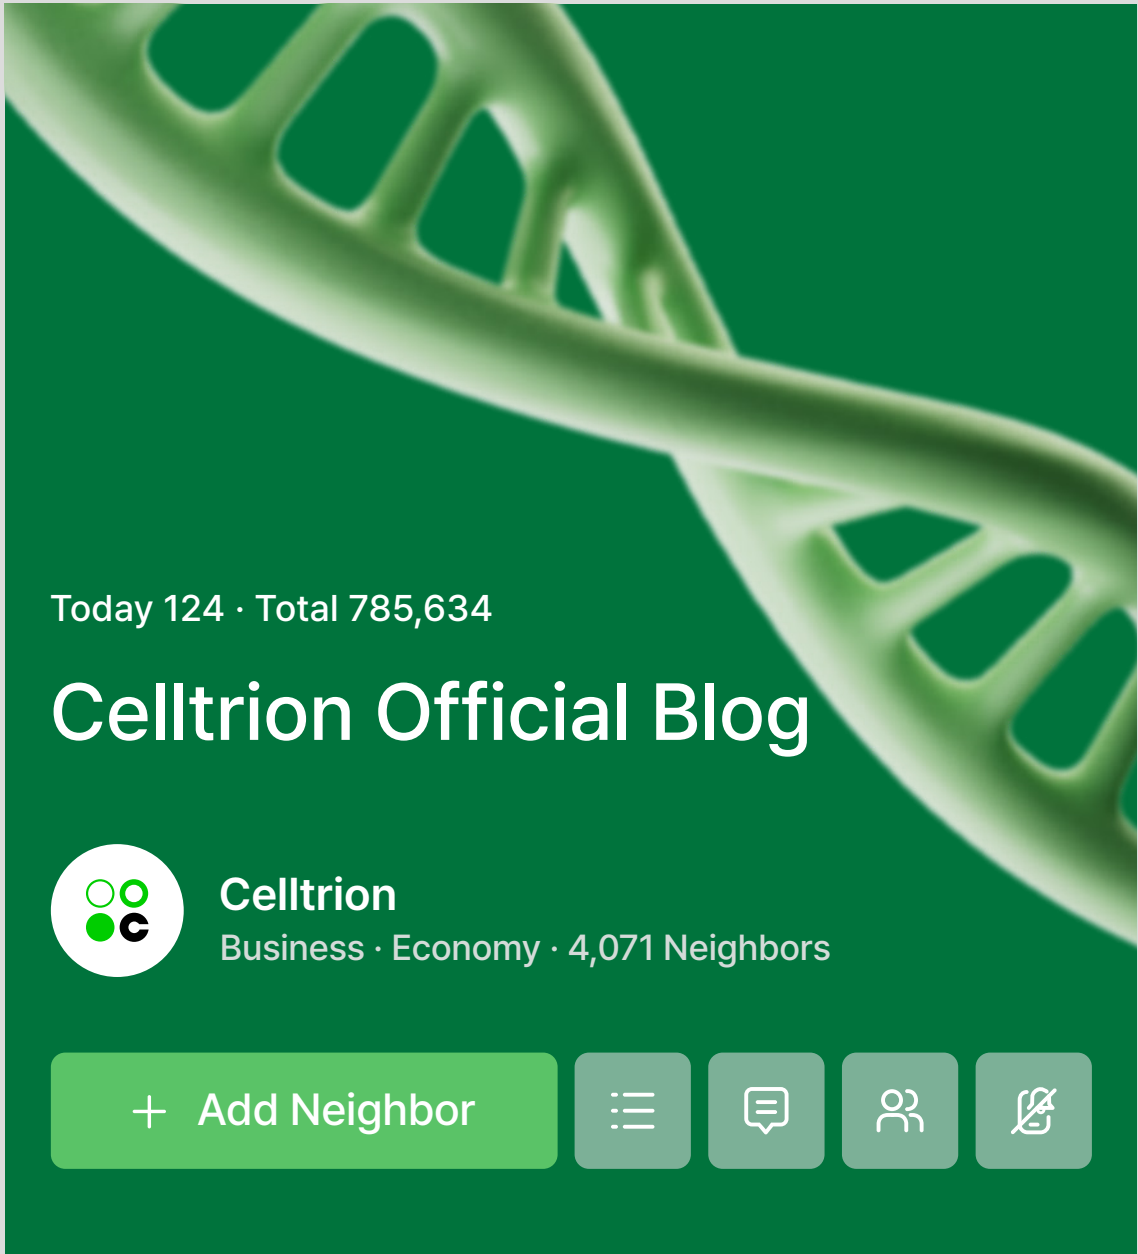 Today 124 · Total 785,634
Celltrion Official Blog
Celltrion
Business · Economy · 4,071 Neighbors
+ Add Neighbor